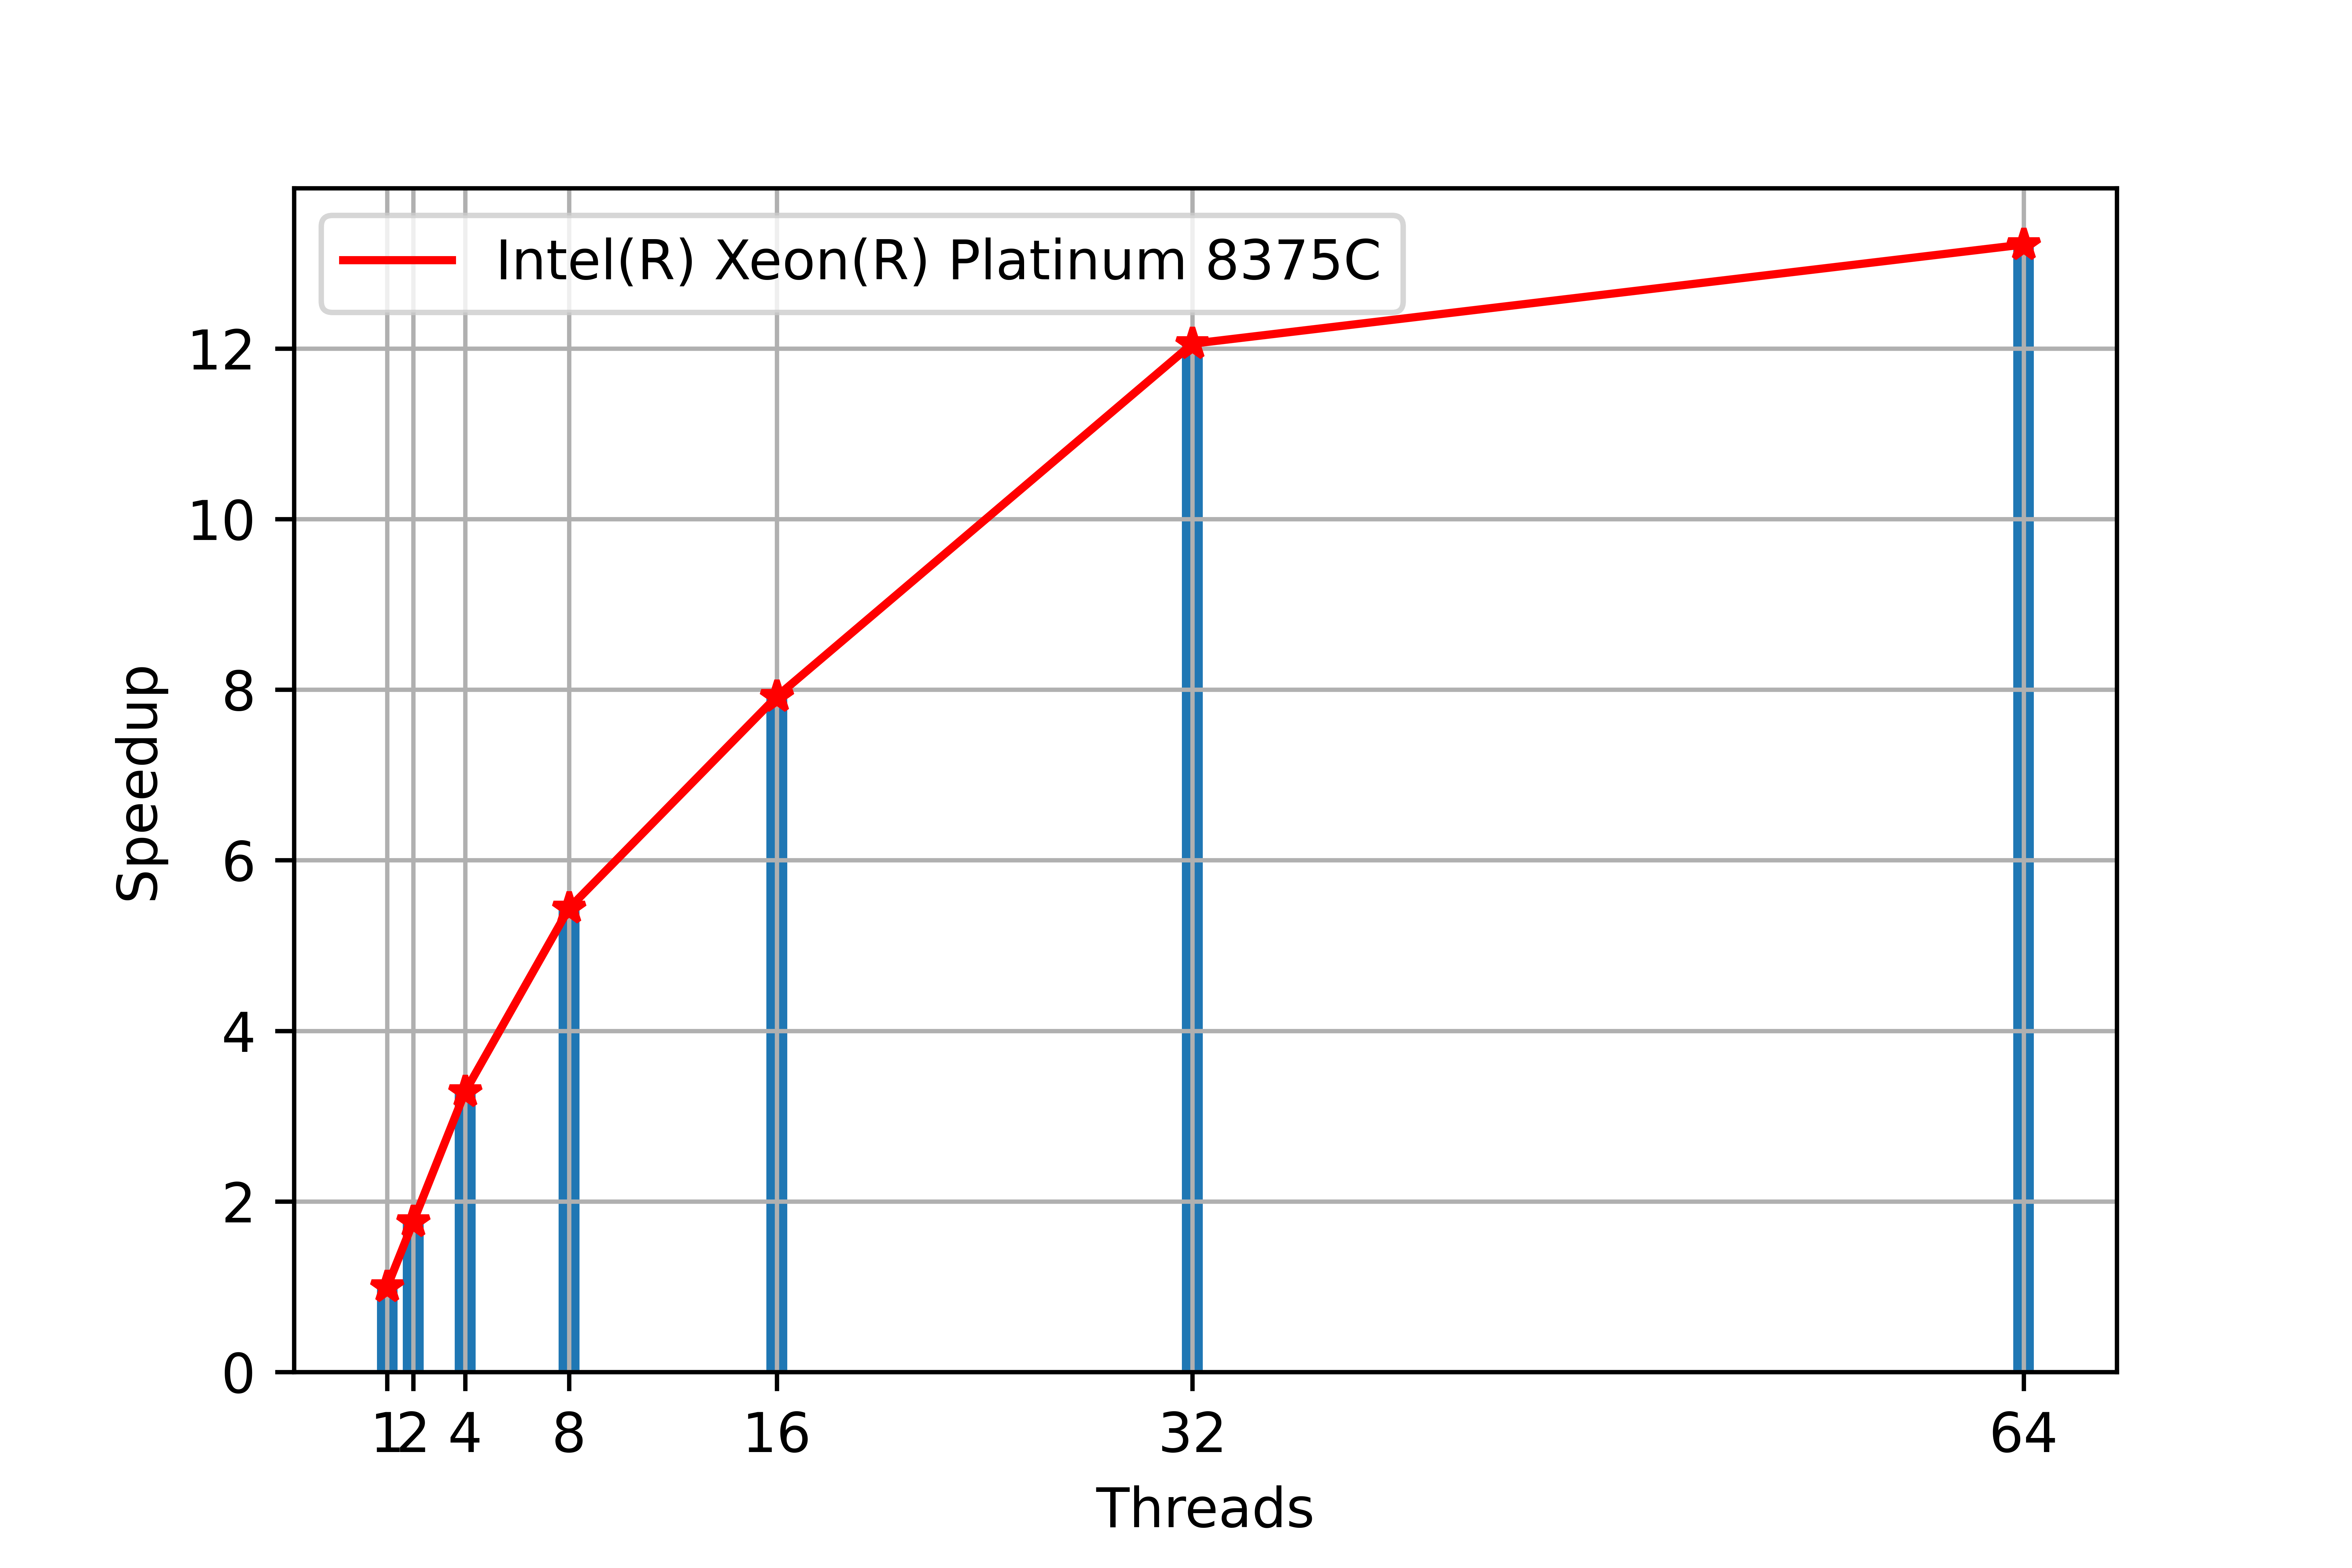 Intel(R) Xeon(R) Platinum 8375C
12
10
8
6
4
2
0
Speedup
1 2 4 8 16 32 64
Threads